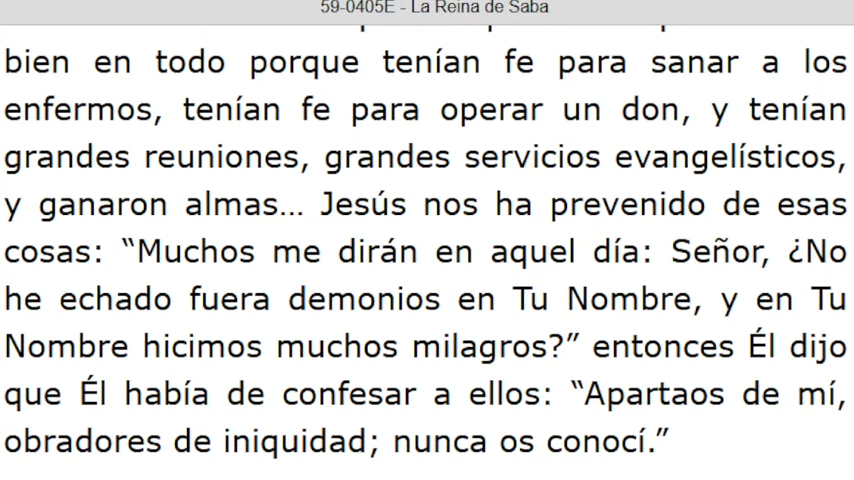 59-0405E - La Reina de Saba
bien en todo porque tenían fe para sanar a los
enfermos, tenían fe para operar un don, y tenían
grandes reuniones, grandes servicios evangelísticos,
y ganaron almas… Jesús nos ha prevenido de esas
cosas: “Muchos me dirán en aquel día: Señor, ¿No
he echado fuera demonios en Tu Nombre, y en Tu
Nombre hicimos muchos milagros?” entonces Él dijo
que Él había de confesar a ellos: “Apartaos de mí,
obradores de iniquidad; nunca os conocí.”